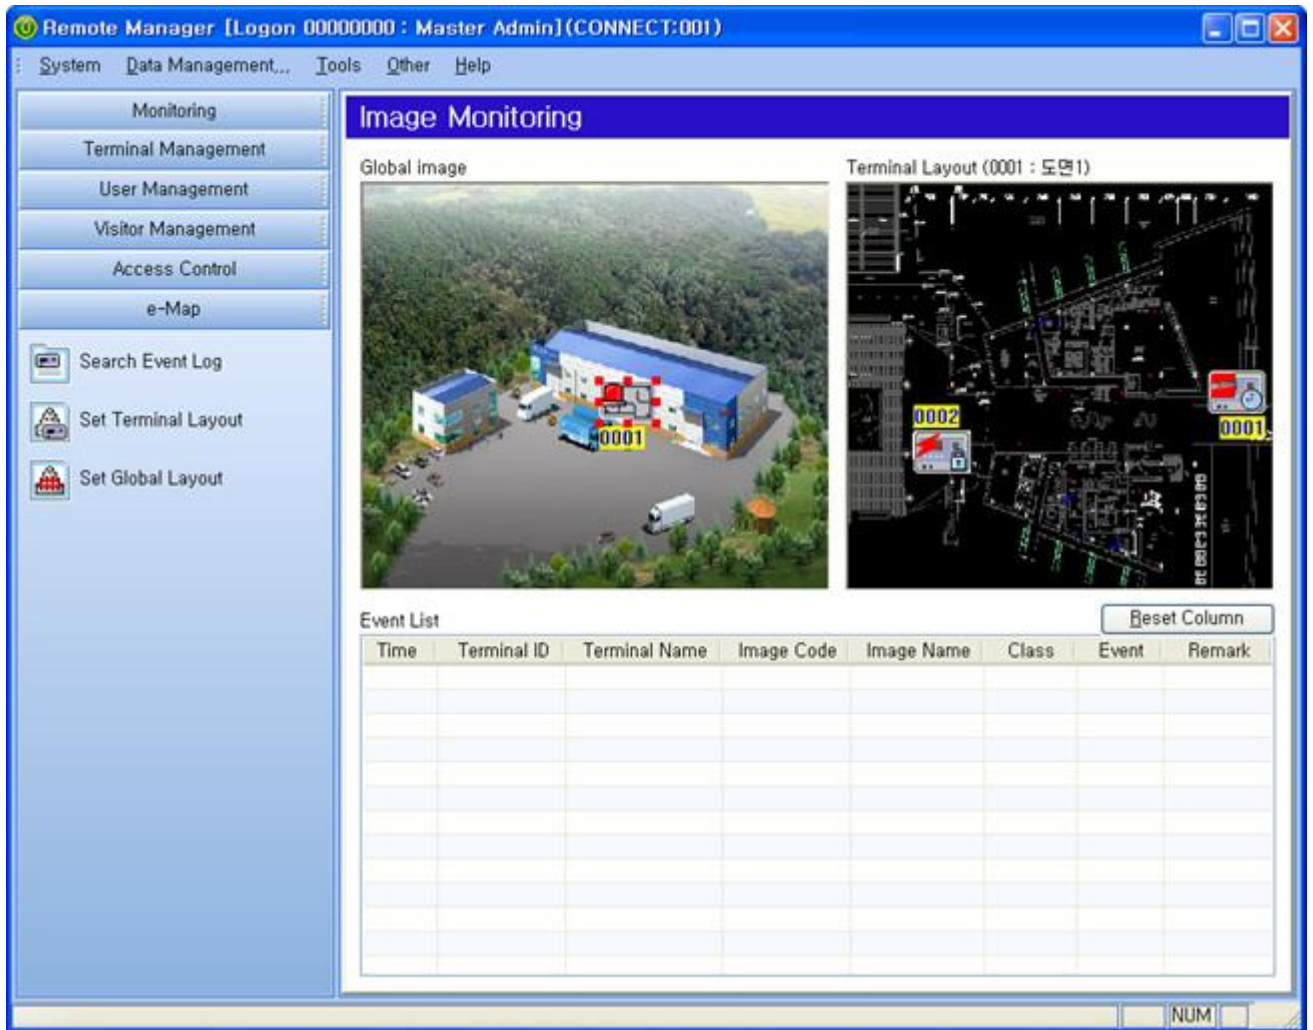 Remote Manager [Logon 00000000 : Master Admin](CONNECT:001)
System Data Management,,, Tools Other Help
Monitoring
Terminal Management
User Management
Visitor Management
Access Control
e-Map
Search Event Log
Set Terminal Layout
Set Global Layout
Image Monitoring
Global image
0001
Terminal Layout (0001 : 도면1)
0002
0001
Event List
Reset Column
Time Terminal ID Terminal Name Image Code Image Name Class Event Remark
NUM